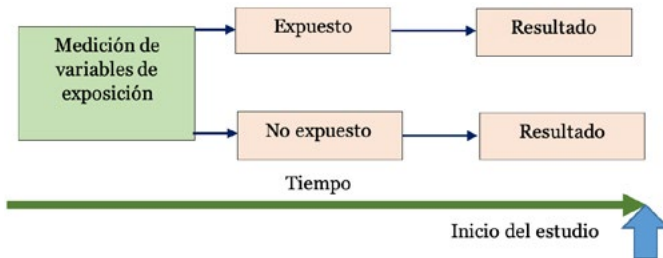 Medición de
variables de
exposición
Expuesto
Resultado
No expuesto
Resultado
Tiempo
Inicio del estudio